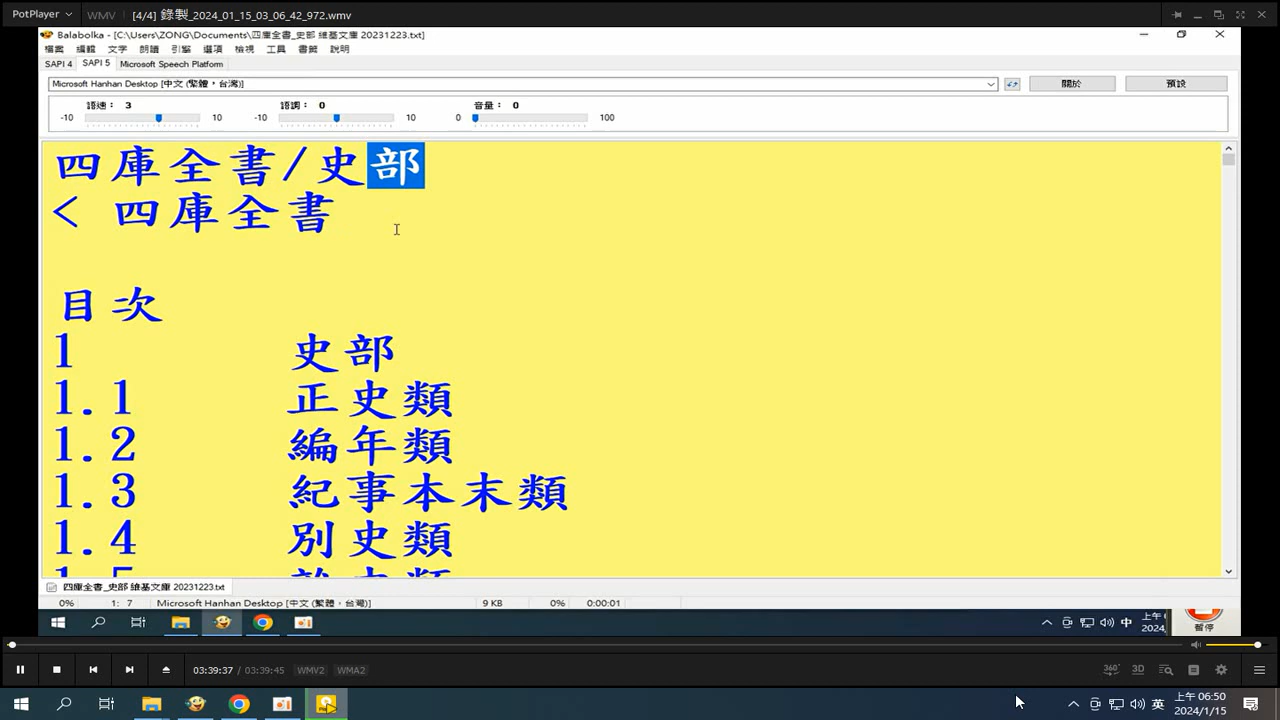 PotPlayer WMV [4/4] 錄製_2024_01_15_03_06_42_972.wmv
Balabolka - [C:\Users\ZONG\Documents\四庫全書_史部 維基文庫 20231223.txt]
檔案 編輯 文字 朗讀 引擎 選項 檢視 工具 書籤 說明
SAPI 4 SAPI 5 Microsoft Speech Platform
Microsoft Hanhan Desktop [中文 (繁體，台灣)] 關於 預設
語速： 3 語調： 0 音量： 0
-10 10 -10 10 0 100
四庫全書/史部
< 四庫全書
目次
1 史部
1.1 正史類
1.2 編年類
1.3 紀事本末類
1.4 別史類
四庫全書_史部 維基文庫 20231223.txt
0% 1: 7 Microsoft Hanhan Desktop [中文 (繁體，台灣)] 9 KB 0% 0:00:01
中 上午 2024 暫停
03:39:37 / 03:39:45 WMV2 WMA2 360° 3D
英 上午 06:50
2024/1/15